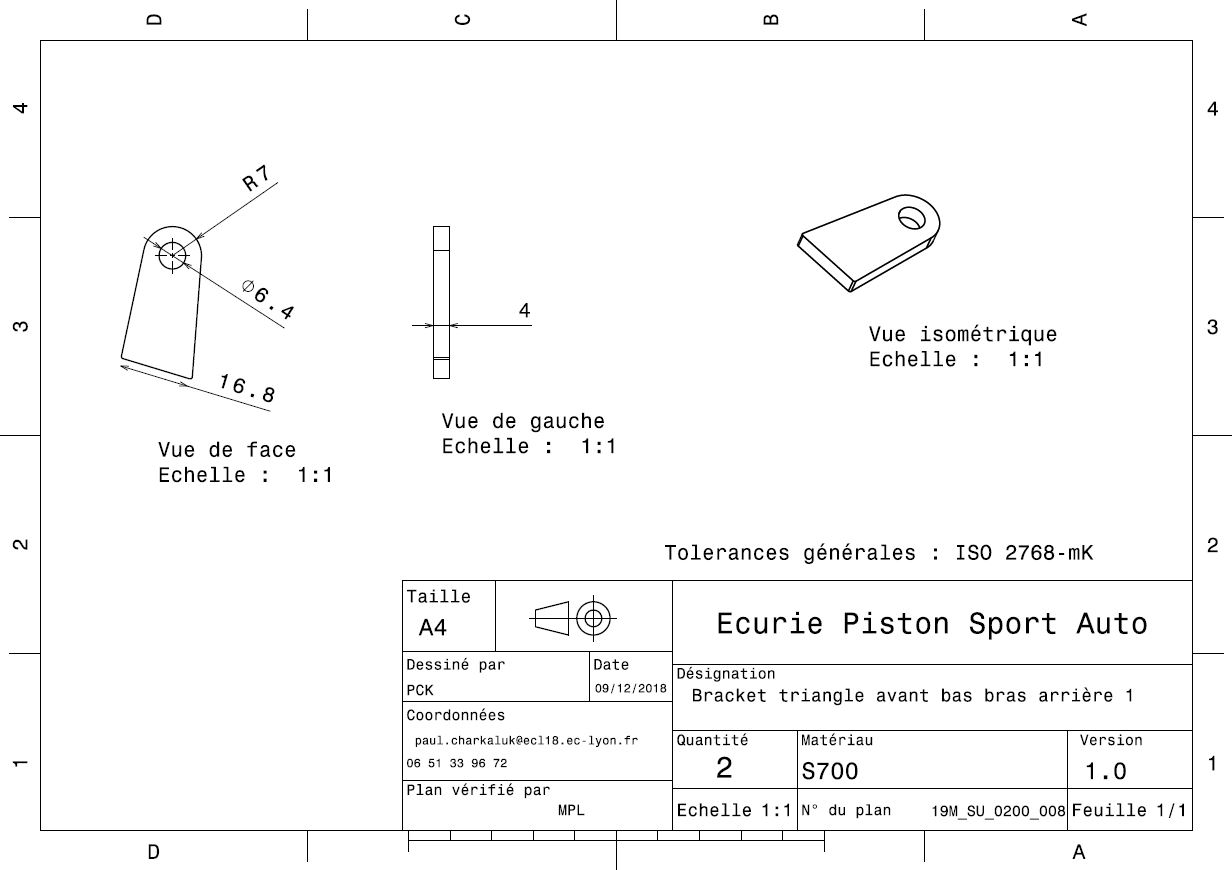 D C B A
4 4
R7
⌀6.4
4
3 3
Vue isométrique
Echelle : 1:1
16.8
Vue de gauche
Echelle : 1:1
Vue de face
Echelle : 1:1
2 2
Tolerances générales : ISO 2768-mK
Taille
A4
Ecurie Piston Sport Auto
Dessiné par
PCK
Date
09/12/2018
Désignation
Bracket triangle avant bas bras arrière 1
Coordonnées
paul.charkaluk@ecl18.ec-lyon.fr
06 51 33 96 72
Quantité
2
Matériau
S700
Version
1.0
1 1
Plan vérifié par
MPL
Echelle 1:1
N° du plan 19M_SU_0200_008
Feuille 1/1
D A